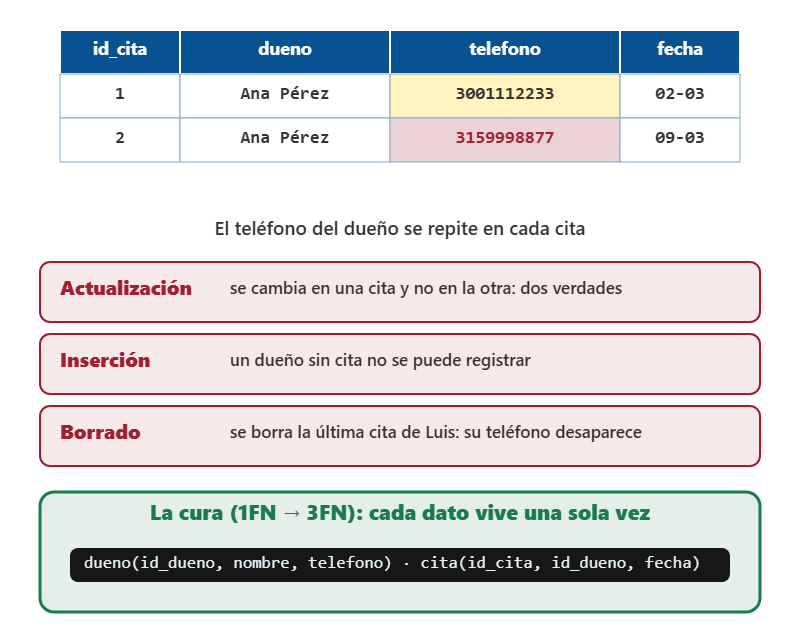 id_cita dueno telefono fecha
1 Ana Pérez 3001112233 02-03
2 Ana Pérez 3159998877 09-03
El teléfono del dueño se repite en cada cita
Actualización se cambia en una cita y no en la otra: dos verdades
Inserción un dueño sin cita no se puede registrar
Borrado se borra la última cita de Luis: su teléfono desaparece
La cura (1FN → 3FN): cada dato vive una sola vez
dueno(id_dueno, nombre, telefono) · cita(id_cita, id_dueno, fecha)